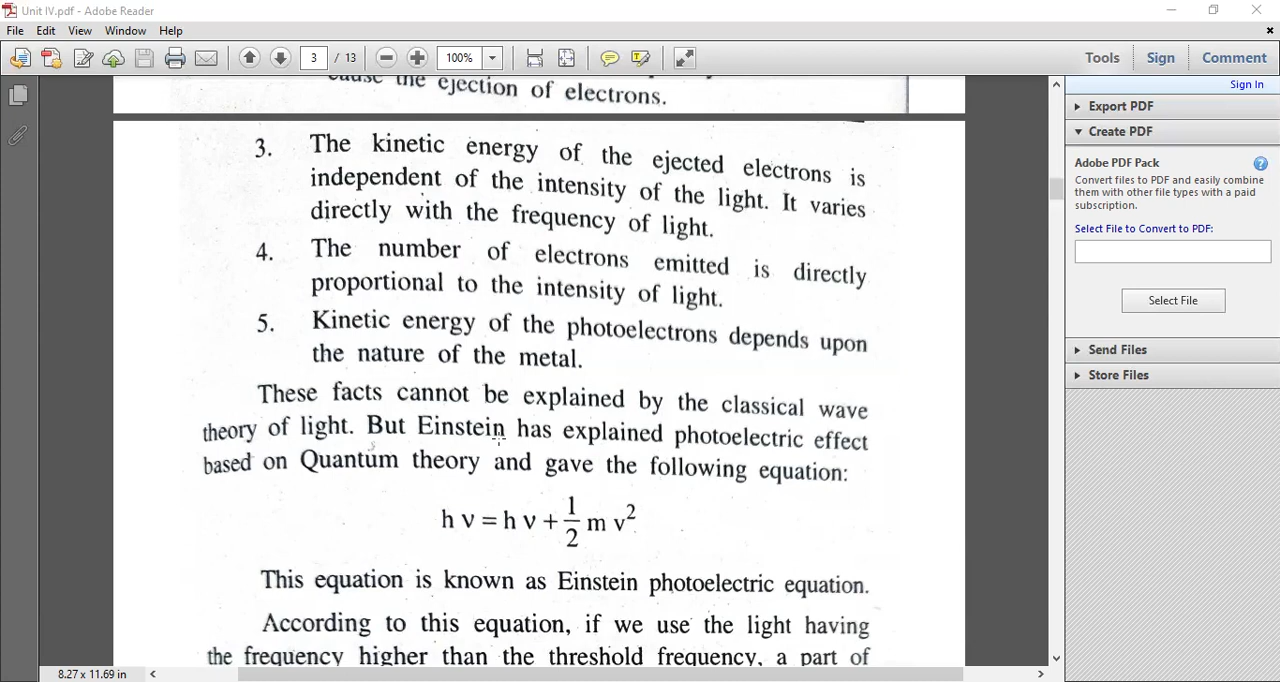 Unit IV.pdf - Adobe Reader
File Edit View Window Help
3 / 13 100% Tools Sign Comment
Sign In
cause the ejection of electrons.
3. The kinetic energy of the ejected electrons is
independent of the intensity of the light. It varies
directly with the frequency of light.
4. The number of electrons emitted is directly
proportional to the intensity of light.
5. Kinetic energy of the photoelectrons depends upon
the nature of the metal.
These facts cannot be explained by the classical wave
theory of light. But Einstein has explained photoelectric effect
based on Quantum theory and gave the following equation:
h ν = h ν + 1/2 m v²
This equation is known as Einstein photoelectric equation.
According to this equation, if we use the light having
the frequency higher than the threshold frequency, a part of
8.27 x 11.69 in
Export PDF
Create PDF
Adobe PDF Pack
Convert files to PDF and easily combine
them with other file types with a paid
subscription.
Select File to Convert to PDF:
Select File
Send Files
Store Files